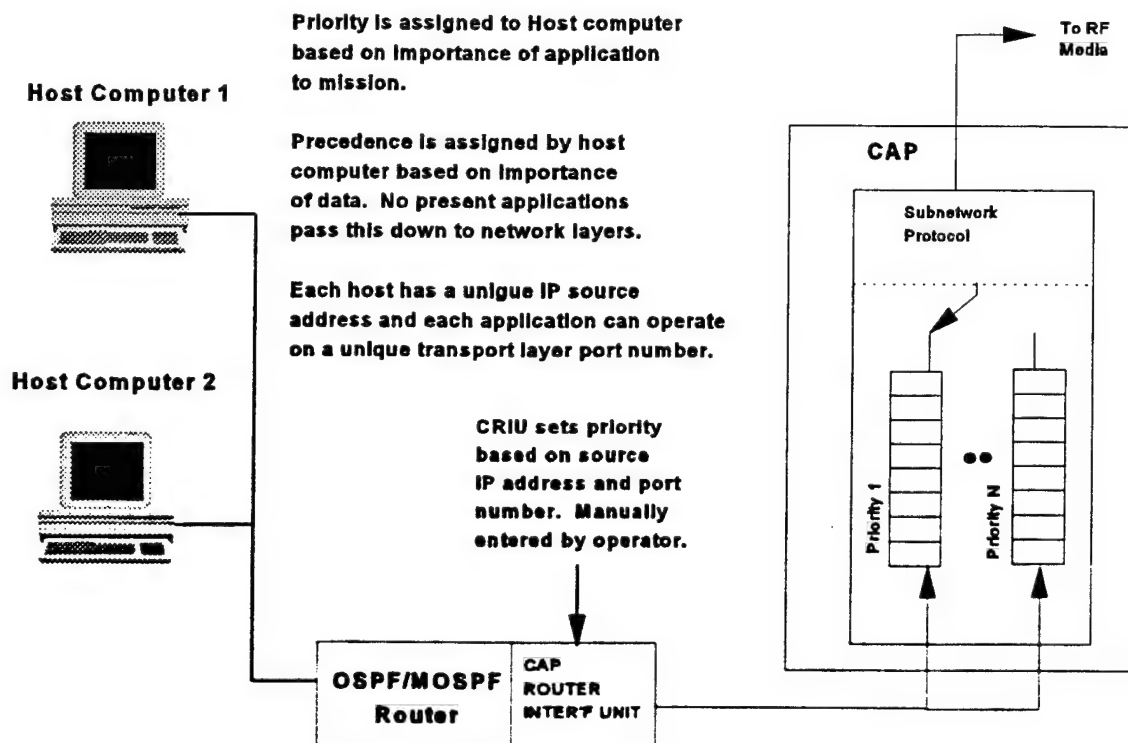 Priority is assigned to Host computer
based on importance of application
to mission.
Host Computer 1
Precedence is assigned by host
computer based on importance
of data. No present applications
pass this down to network layers.
Each host has a unique IP source
address and each application can operate
on a unique transport layer port number.
Host Computer 2
CRIU sets priority
based on source
IP address and port
number. Manually
entered by operator.
OSPF/MOSPF
Router
CAP
ROUTER
INTERF UNIT
To RF
Media
CAP
Subnetwork
Protocol
Priority 1
Priority N